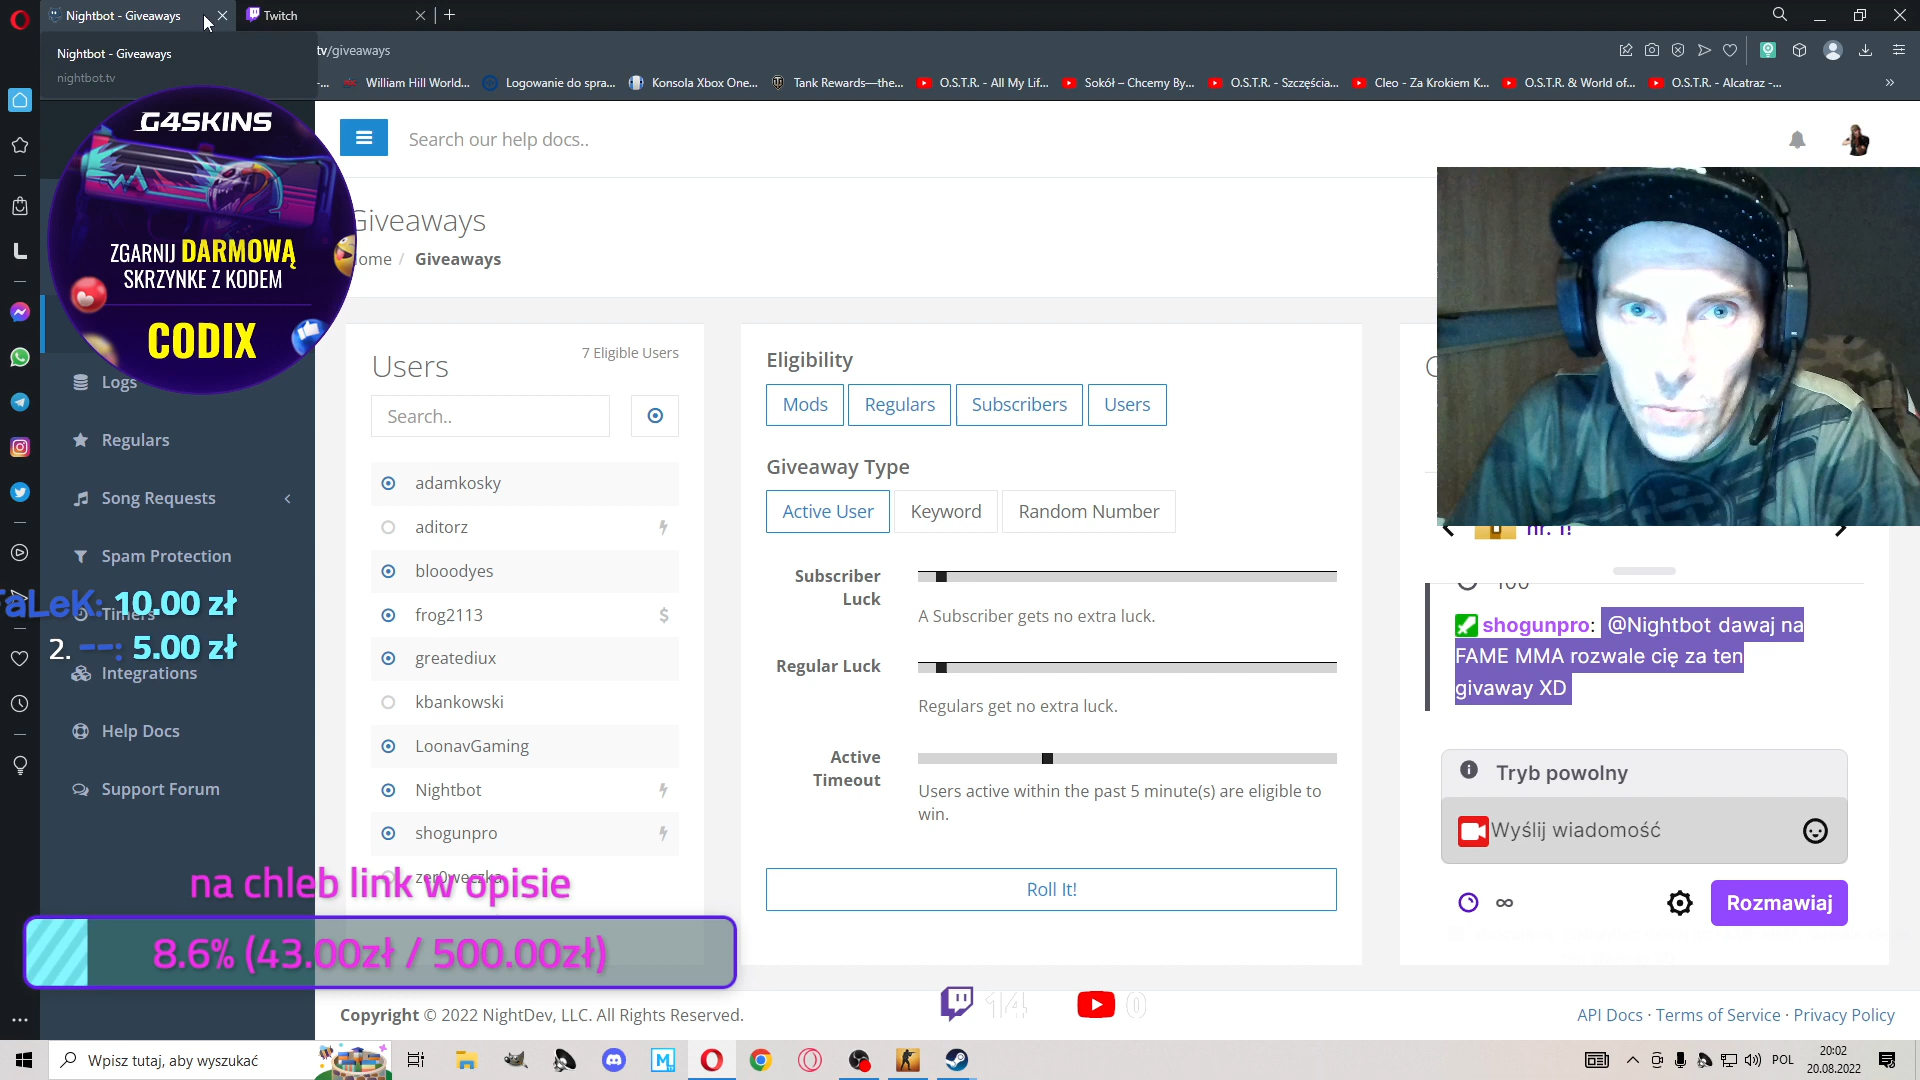 Nightbot - Giveaways
Twitch
Nightbot - Giveaways
nightbot.tv
tv/giveaways
William Hill World...
Logowanie do spra...
Konsola Xbox One...
Tank Rewards—the...
O.S.T.R. - All My Lif...
Sokół – Chcemy By...
O.S.T.R. - Szczęścia...
Cleo - Za Krokiem K...
O.S.T.R. & World of...
O.S.T.R. - Alcatraz -...
G4SKINS
ZGARNIJ DARMOWĄ
SKRZYNKE Z KODEM
CODIX
Search our help docs..
Giveaways
ome / Giveaways
Logs
Regulars
Song Requests
Spam Protection
Timers
Integrations
Help Docs
Support Forum
FaLeK: 10.00 zł
2. --: 5.00 zł
Users
7 Eligible Users
Search..
adamkosky
aditorz
blooodyes
frog2113
greatediux
kbankowski
LoonavGaming
Nightbot
shogunpro
zer0weczka
na chleb link w opisie
8.6% (43.00zł / 500.00zł)
Eligibility
Mods
Regulars
Subscribers
Users
Giveaway Type
Active User
Keyword
Random Number
Subscriber
Luck
A Subscriber gets no extra luck.
Regular Luck
Regulars get no extra luck.
Active
Timeout
Users active within the past 5 minute(s) are eligible to
win.
Roll It!
nr. 1!
100
shogunpro: @Nightbot dawaj na
FAME MMA rozwale cię za ten
givaway XD
Tryb powolny
Wyślij wiadomość
∞
Rozmawiaj
14
0
Copyright © 2022 NightDev, LLC. All Rights Reserved.
API Docs · Terms of Service · Privacy Policy
Wpisz tutaj, aby wyszukać
POL
20:02
20.08.2022